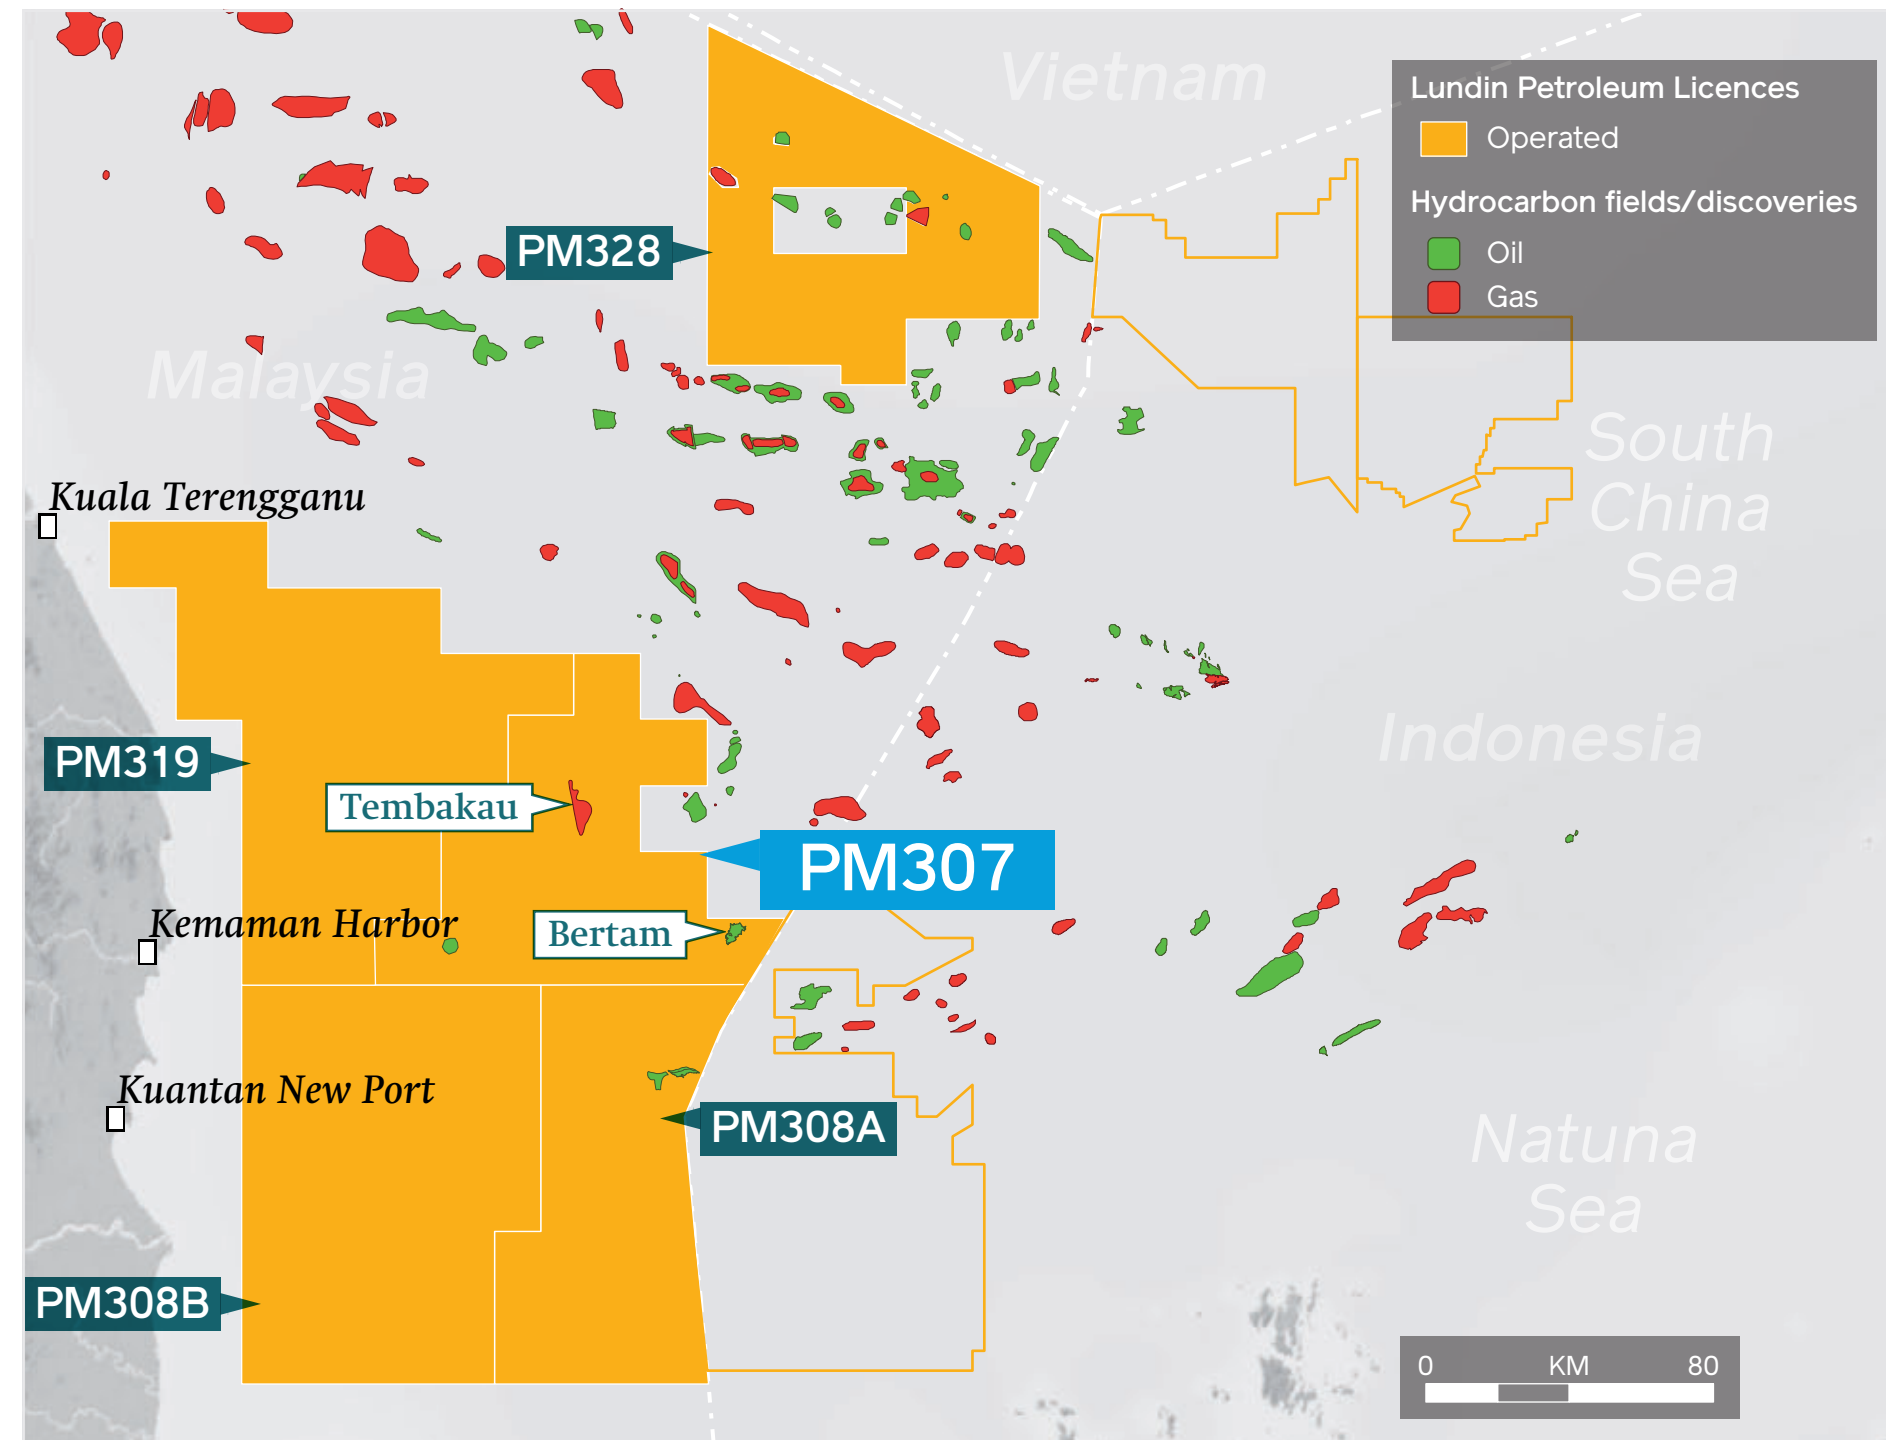 Vietnam
Lundin Petroleum Licences
Operated
Hydrocarbon fields/discoveries
Oil
Gas
PM328
Malaysia
South
China
Sea
Kuala Terengganu
Indonesia
PM319
Tembakau
PM307
Kemaman Harbor
Bertam
Kuantan New Port
PM308A
Natuna
Sea
PM308B
0 KM 80